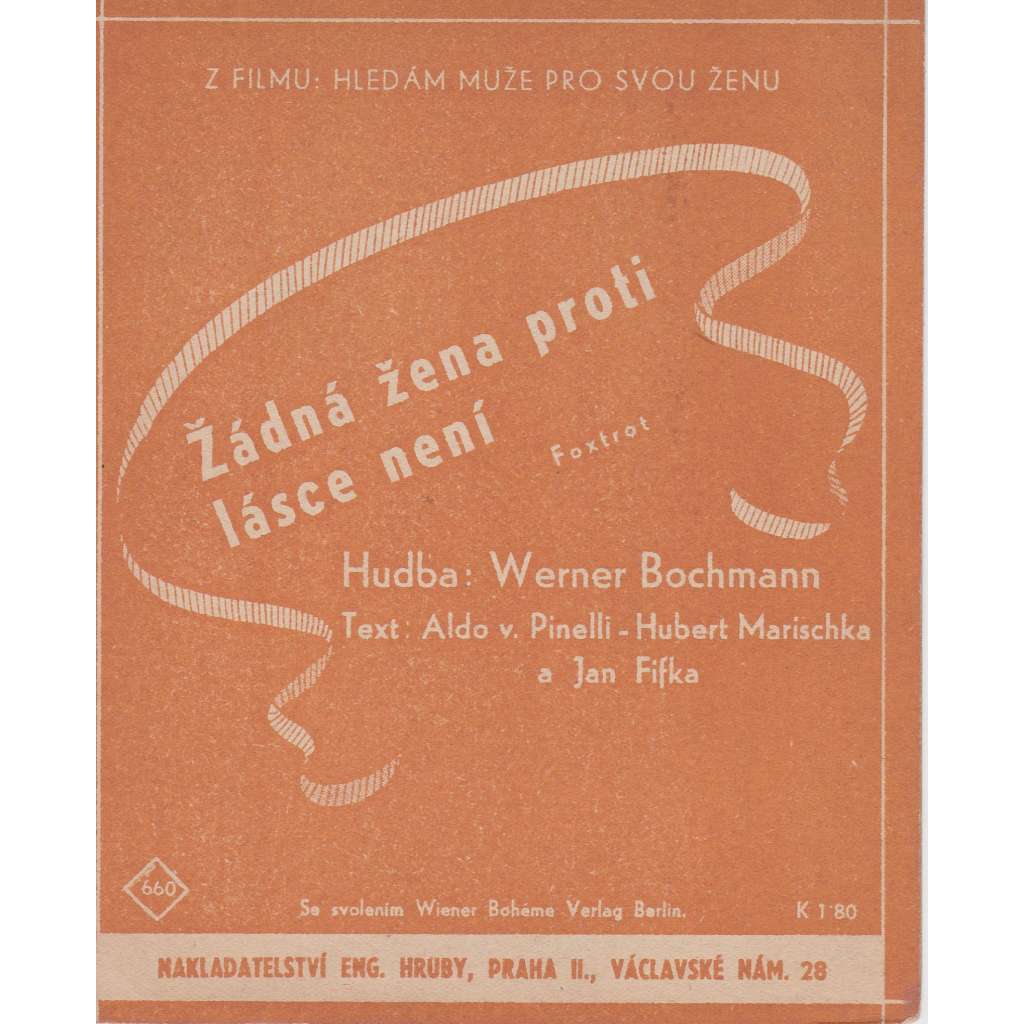 Z FILMU: HLEDÁM MUŽE PRO SVOU ŽENU
Žádná žena proti
lásce není
Foxtrot
Hudba: Werner Bochmann
Text: Aldo v. Pinelli - Hubert Marischka
a Jan Fifka
660
Se svolením Wiener Bohéme Verlag Berlin.
K 1·80
NAKLADATELSTVÍ ENG. HRUBY, PRAHA II., VÁCLAVSKÉ NÁM. 28